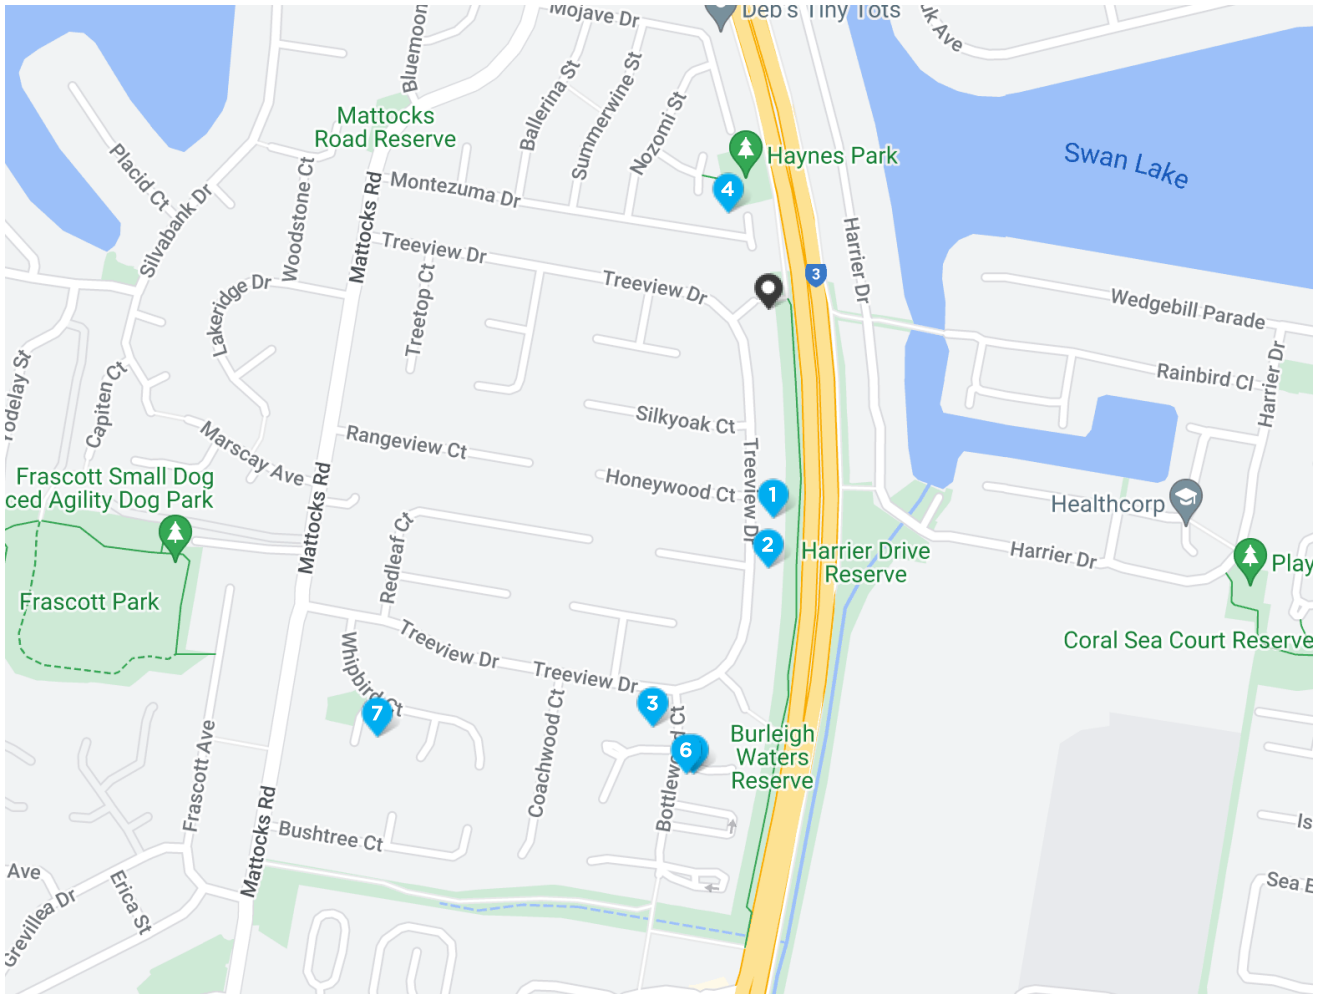 Mojave Dr
Deb's Tiny Tots
uk Ave
Bluemoon
Ballerina St
Summerwine St
Nozomi St
Mattocks
Road Reserve
Haynes Park
Swan Lake
Placid Ct
Silvabank Dr
Woodstone Ct
Mattocks Rd
Montezuma Dr
4
Harrier Dr
Treeview Dr
Treetop Ct
Treeview Dr
3
Lakeridge Dr
Wedgebill Parade
Rainbird Cl
Harrier Dr
rodelay St
Capiten Ct
Marscay Ave
Rangeview Ct
Silkyoak Ct
Treeview Dr
Honeywood Ct
1
2
Frascott Small Dog
ced Agility Dog Park
Mattocks Rd
Healthcorp
Harrier Dr
Harrier Drive
Reserve
Play
Redleaf Ct
Frascott Park
Coral Sea Court Reserve
Whipbird Ct
Treeview Dr
Treeview Dr
3
7
6
Coachwood Ct
Bottlewood Ct
Burleigh
Waters
Reserve
Frascott Ave
Mattocks Rd
Bushtree Ct
Is
Sea B
Ave
Grevillea Dr
Erica St